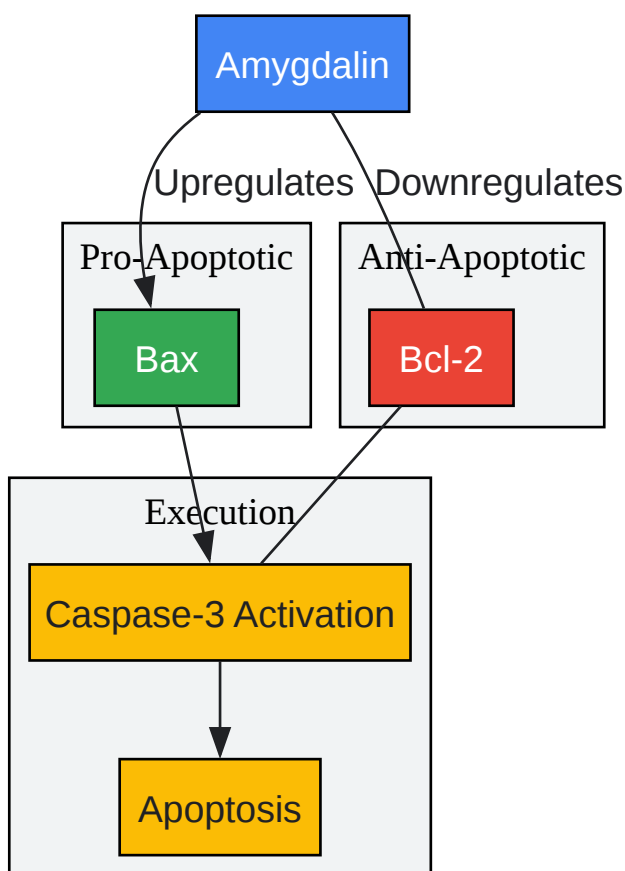 Amygdalin
Upregulates
Downregulates
Pro-Apoptotic
Anti-Apoptotic
Bax
Bcl-2
Execution
Caspase-3 Activation
Apoptosis